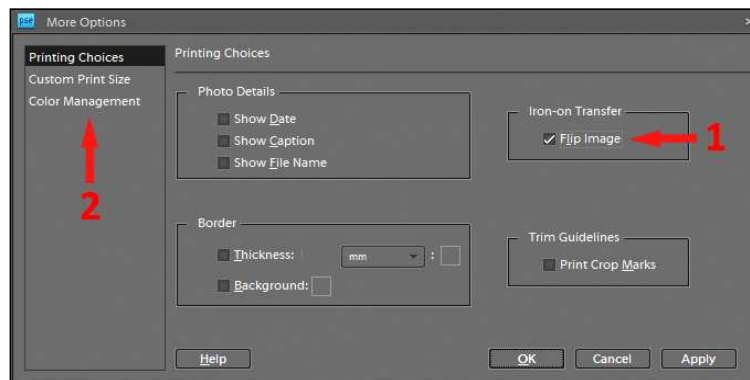 pse More Options
Printing Choices
Custom Print Size
Color Management
2
Printing Choices
Photo Details
Show Date
Show Caption
Show File Name
Iron-on Transfer
Flip Image
1
Border
Thickness: mm :
Background:
Trim Guidelines
Print Crop Marks
Help
OK Cancel Apply